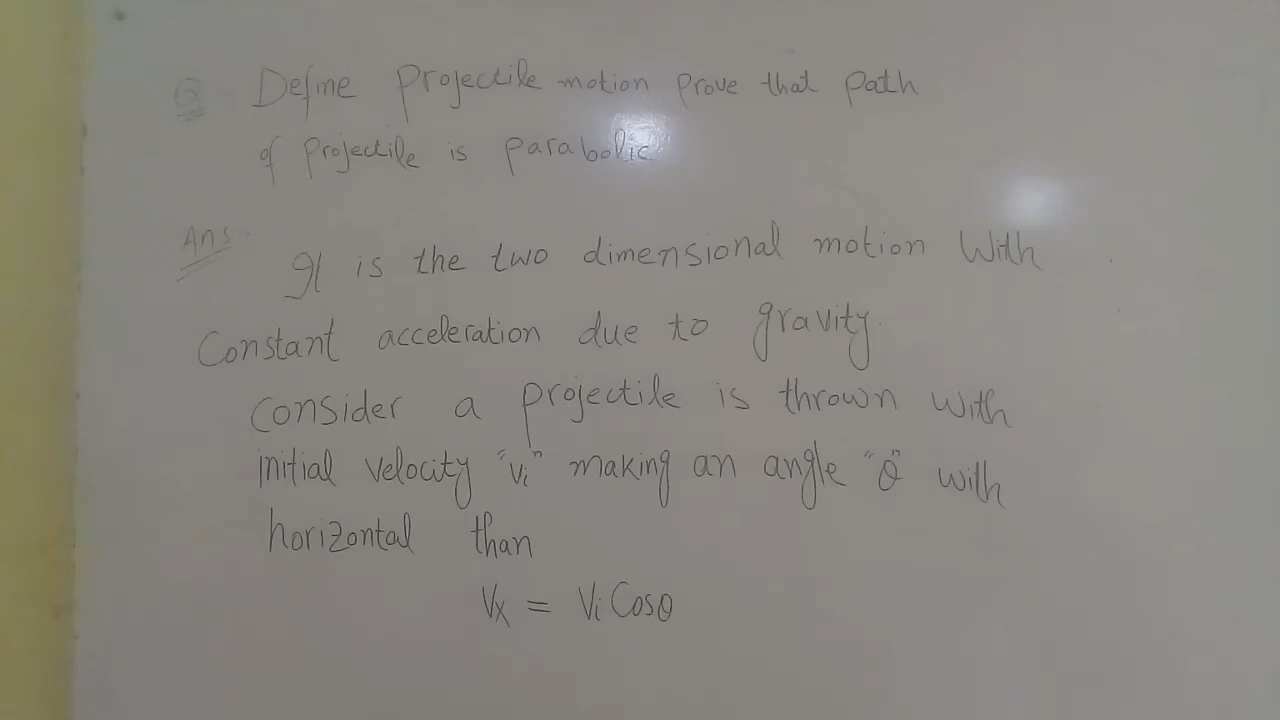 Q Define Projectile motion prove that path
of projectile is parabolic
Ans.
It is the two dimensional motion With
Constant acceleration due to gravity.
Consider a projectile is thrown with
initial velocity "vi" making an angle "θ" with
horizontal than
Vx = Vi Cosθ